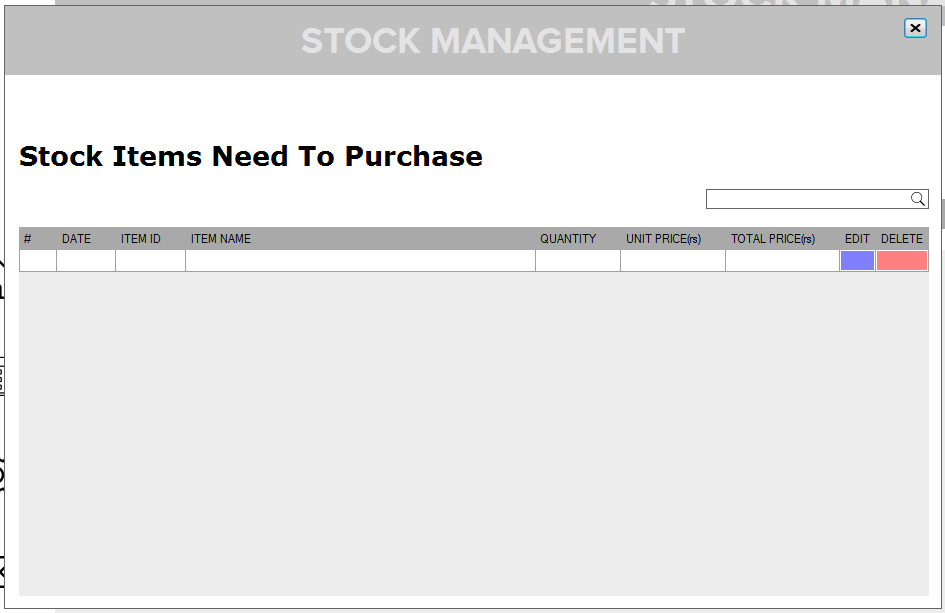 STOCK MANAGEMENT
Stock Items Need To Purchase
# DATE ITEM ID ITEM NAME QUANTITY UNIT PRICE(rs) TOTAL PRICE(rs) EDIT DELETE